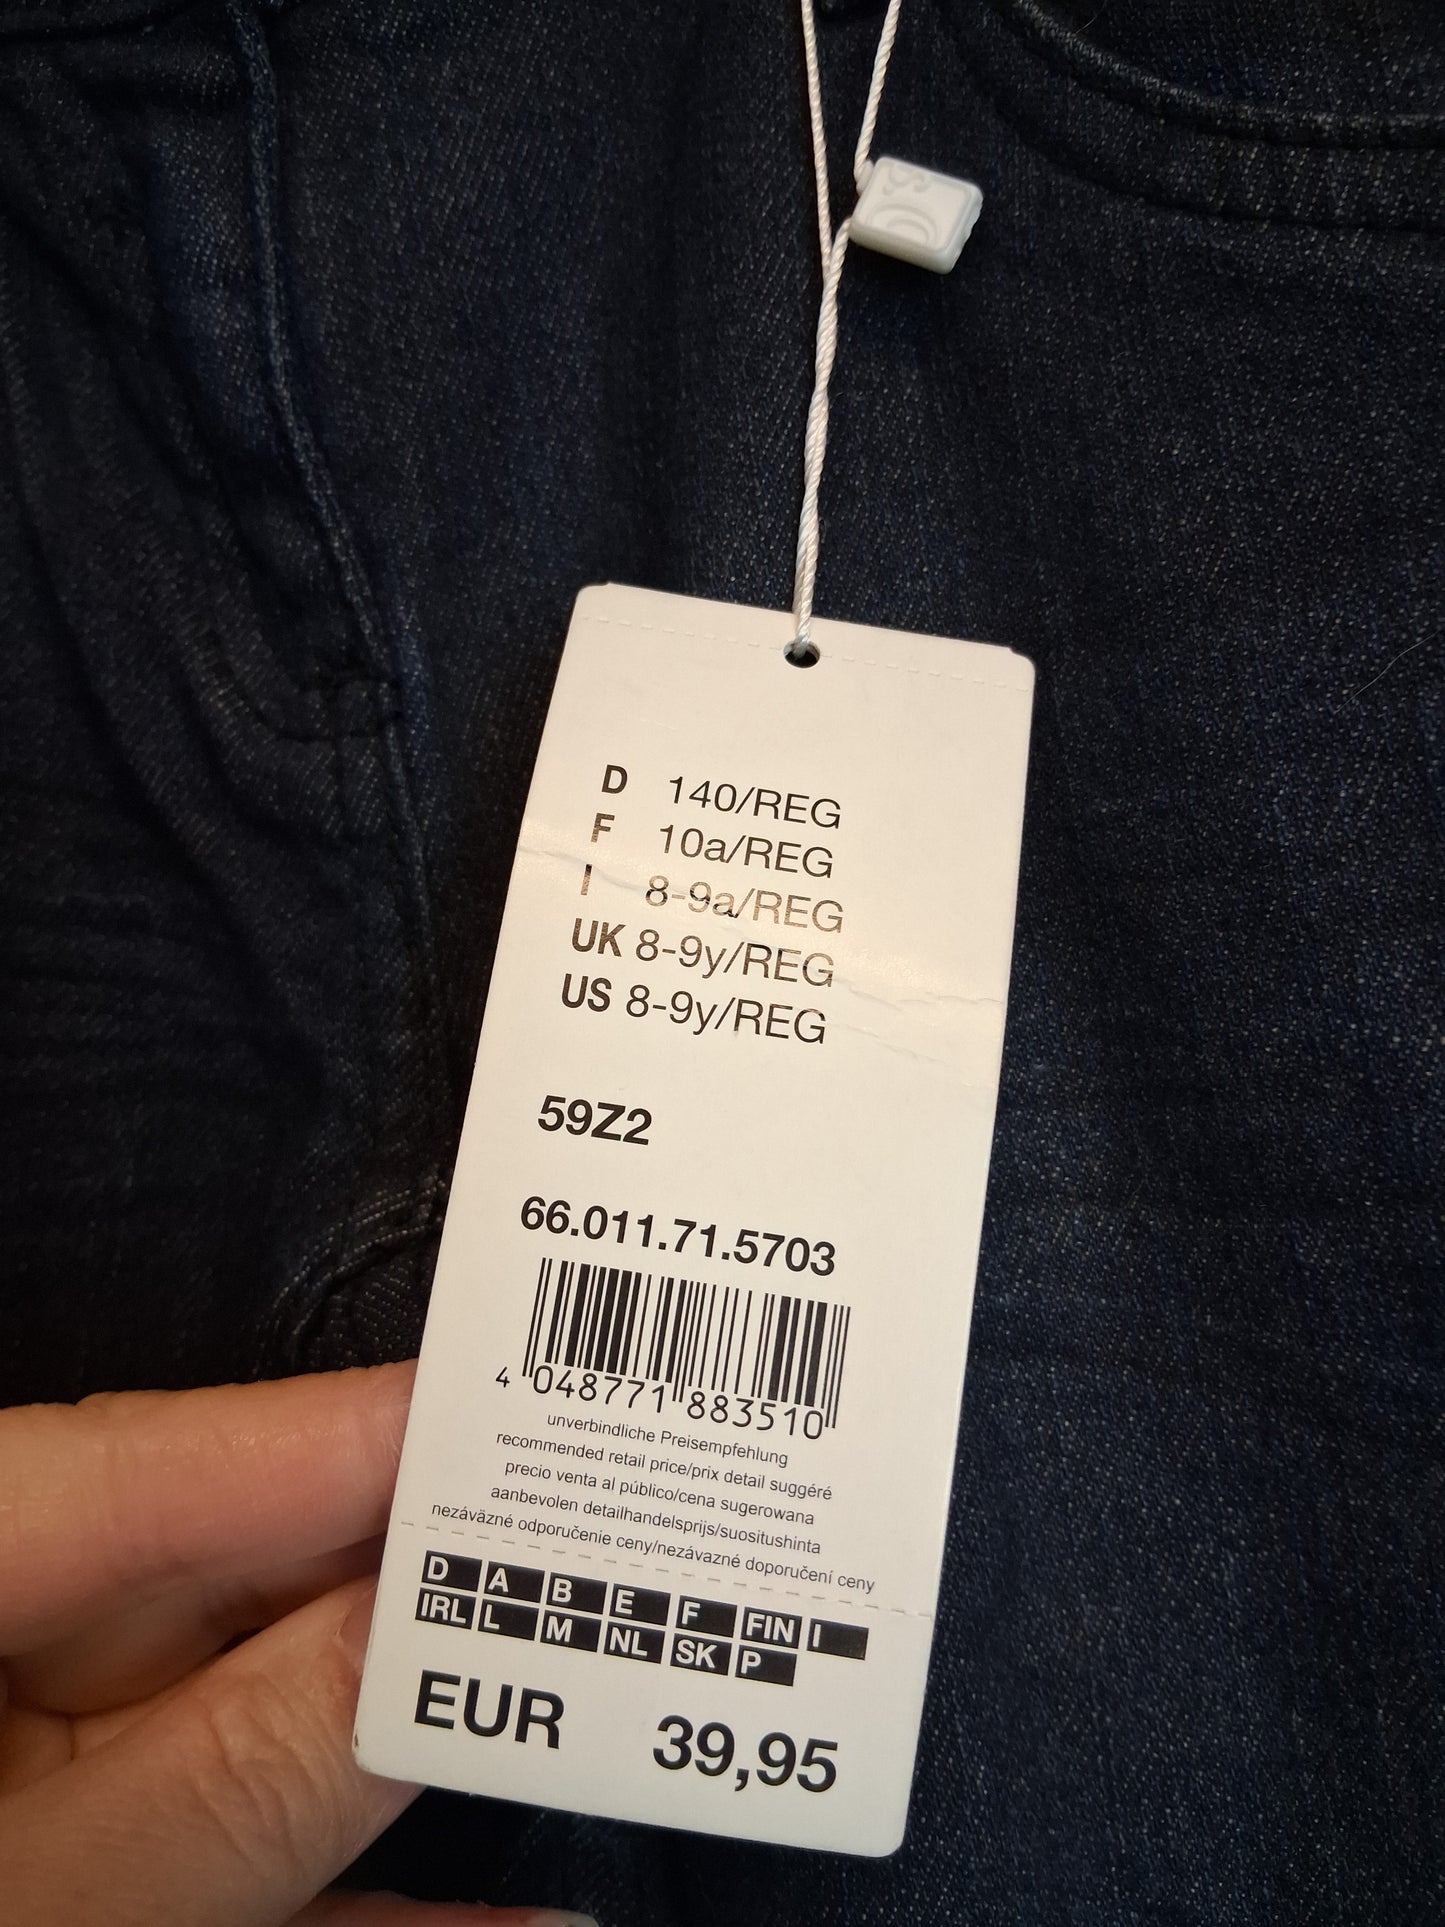 D 140/REG
F 10a/REG
I 8-9a/REG
UK 8-9y/REG
US 8-9y/REG
59Z2
66.011.71.5703
4 048771 883510
unverbindliche Preisempfehlung
recommended retail price/prix detail suggéré
precio venta al público/cena sugerowana
aanbevolen detailhandelsprijs/suositushinta
nezáväzné odporučenie ceny/nezávazné doporučení ceny
D A B E F FIN I
IRL L M NL SK P
EUR 39,95